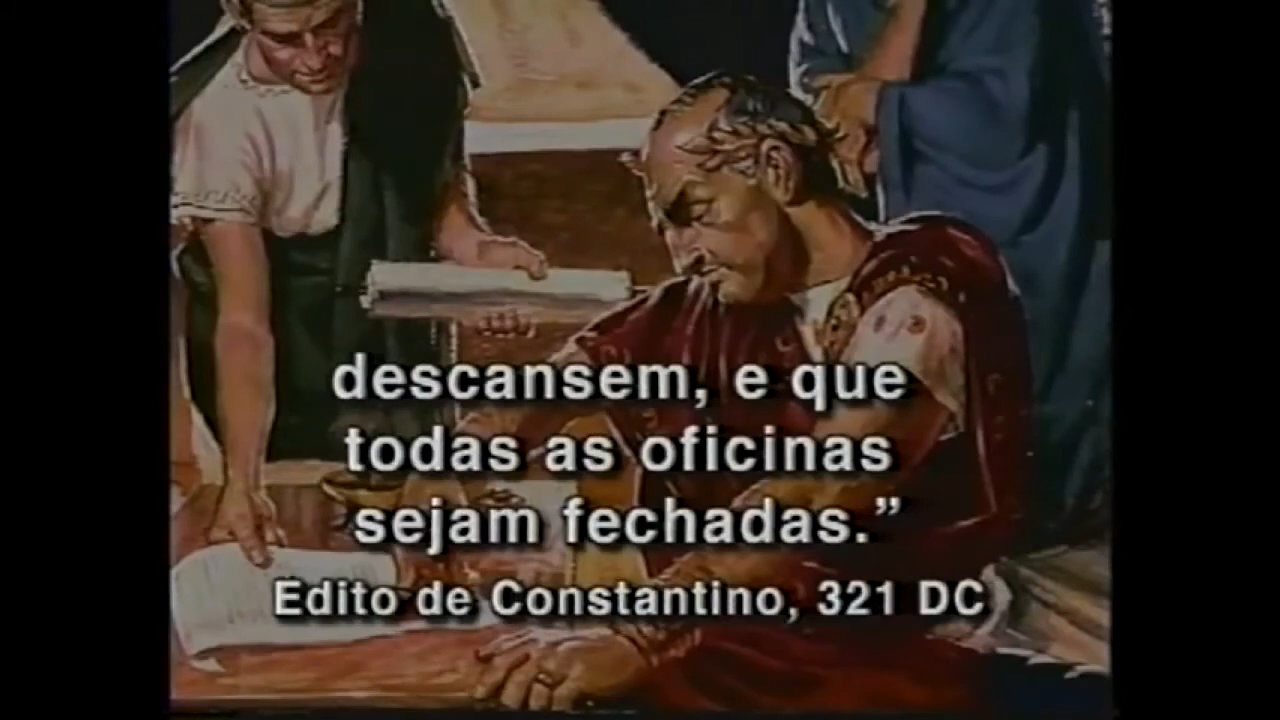 descansem, e que
todas as oficinas
sejam fechadas.”
Edito de Constantino, 321 DC